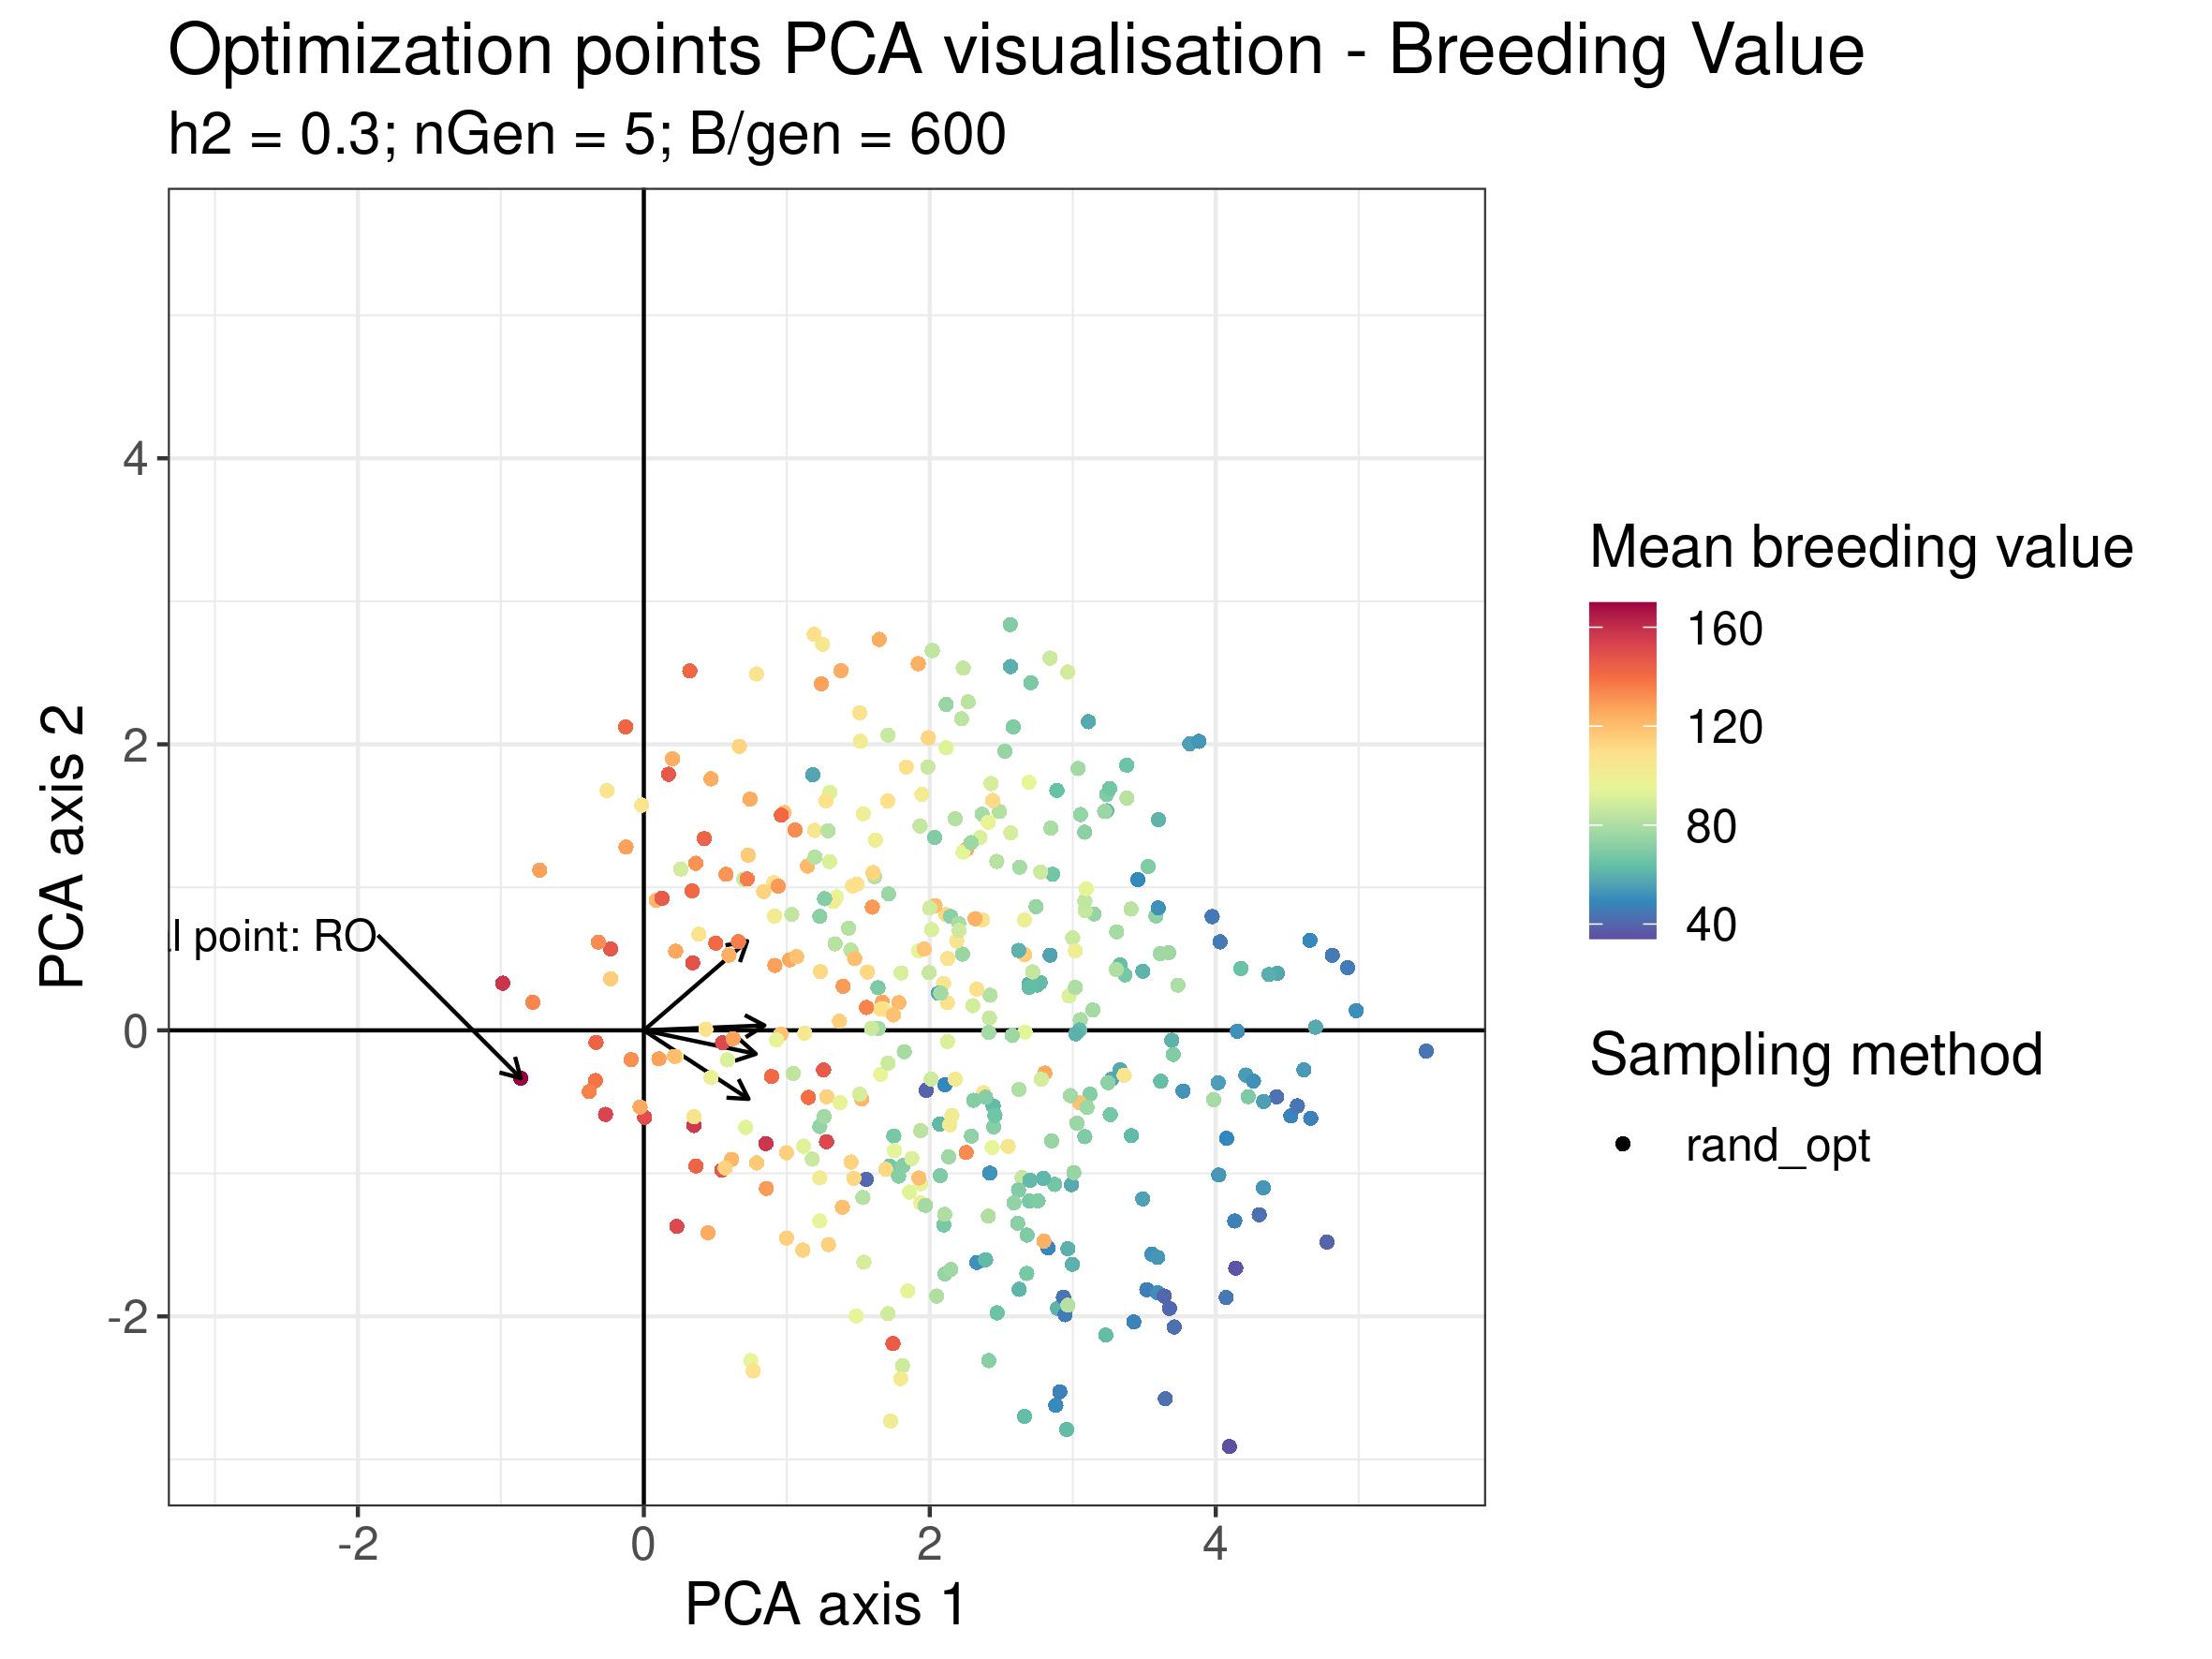 Optimization points PCA visualisation - Breeding Value
h2 = 0.3; nGen = 5; B/gen = 600
PCA axis 2
4
2
0
-2
point: RO
-2
0
2
4
PCA axis 1
Mean breeding value
160
120
80
40
Sampling method
rand_opt